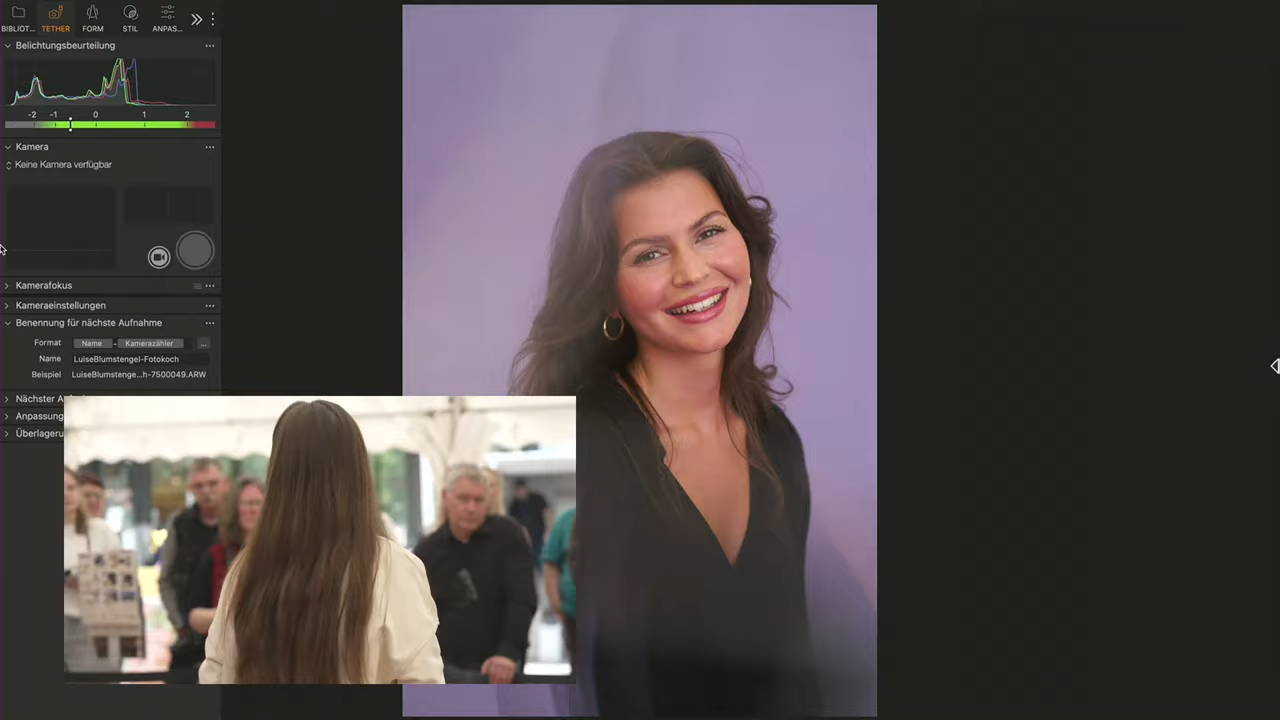 BIBLIOT... TETHER FORM STIL ANPAS...
Belichtungsbeurteilung
-2 -1 0 1 2
Kamera
Keine Kamera verfügbar
Kamerafokus
Kameraeinstellungen
Benennung für nächste Aufnahme
Format Name - Kamerazähler ...
Name LuiseBlumstengel-Fotokoch
Beispiel LuiseBlumstenge...h-7500049.ARW
Nächster A
Anpassung
Überlageru